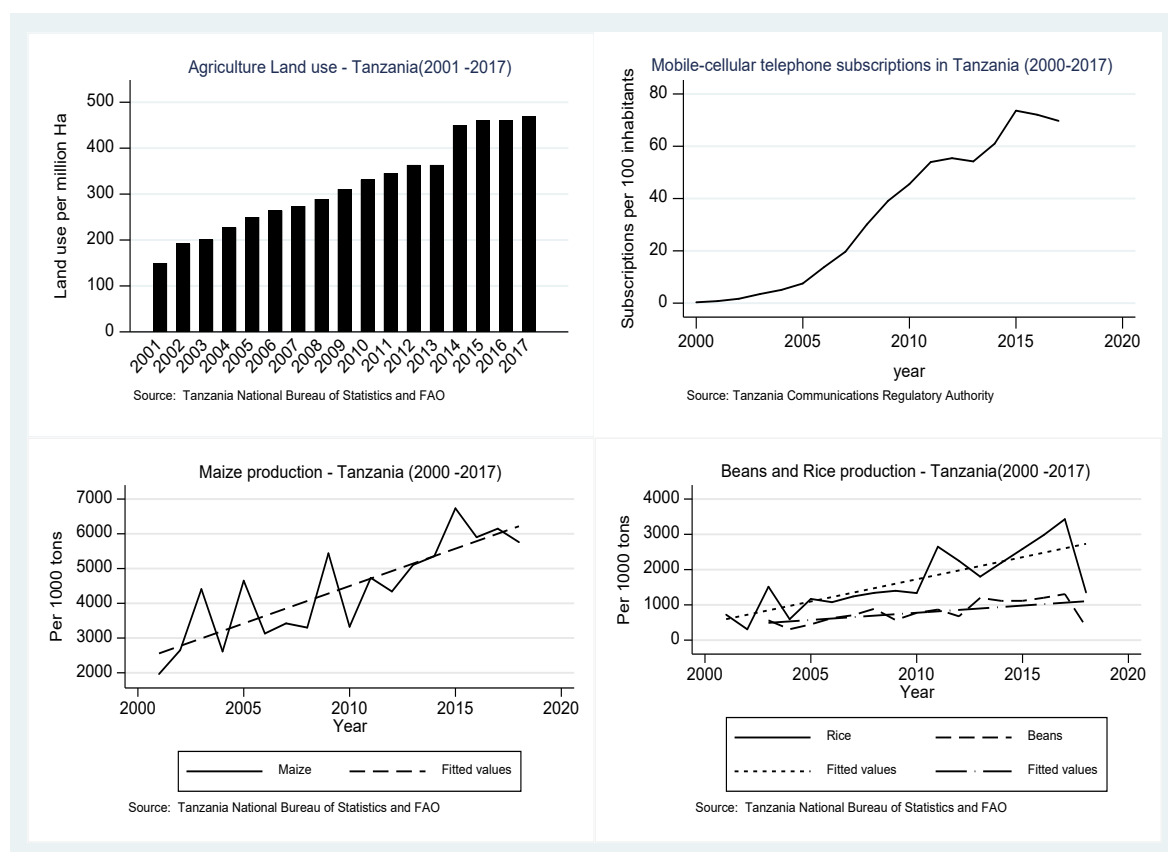 Agriculture Land use - Tanzania(2001 -2017)
Land use per million Ha
500
400
300
200
100
0
2001 2002 2003 2004 2005 2006 2007 2008 2009 2010 2011 2012 2013 2014 2015 2016 2017
Source: Tanzania National Bureau of Statistics and FAO
Mobile-cellular telephone subscriptions in Tanzania (2000-2017)
Subscriptions per 100 inhabitants
80
60
40
20
0
2000 2005 2010 2015 2020
year
Source: Tanzania Communications Regulatory Authority
Maize production - Tanzania (2000 -2017)
Per 1000 tons
7000
6000
5000
4000
3000
2000
2000 2005 2010 2015 2020
Year
Maize Fitted values
Source: Tanzania National Bureau of Statistics and FAO
Beans and Rice production - Tanzania(2000 -2017)
Per 1000 tons
4000
3000
2000
1000
0
2000 2005 2010 2015 2020
Year
Rice Beans
Fitted values Fitted values
Source: Tanzania National Bureau of Statistics and FAO